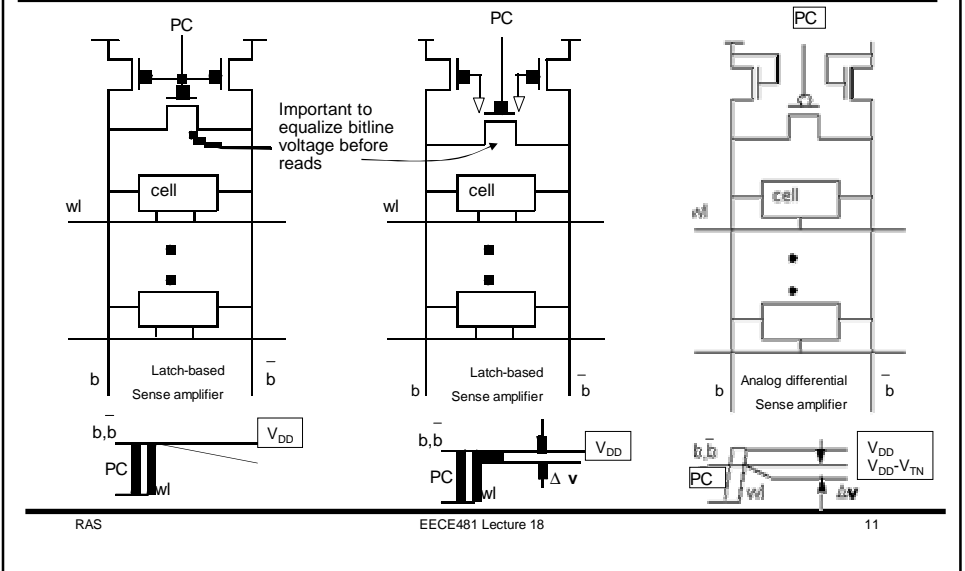 PC
PC
PC
Important to
equalize bitline
voltage before
reads
cell
cell
cell
wl
wl
wl
b
Latch-based
Sense amplifier
b̅
b
Latch-based
Sense amplifier
b̅
b
Analog differential
Sense amplifier
b̅
b,b̅
V_DD
PC
wl
b,b̅
V_DD
PC
wl
Δ v
b,b̅
V_DD
V_DD-V_TN
PC
wl
Δv
RAS
EECE481 Lecture 18
11